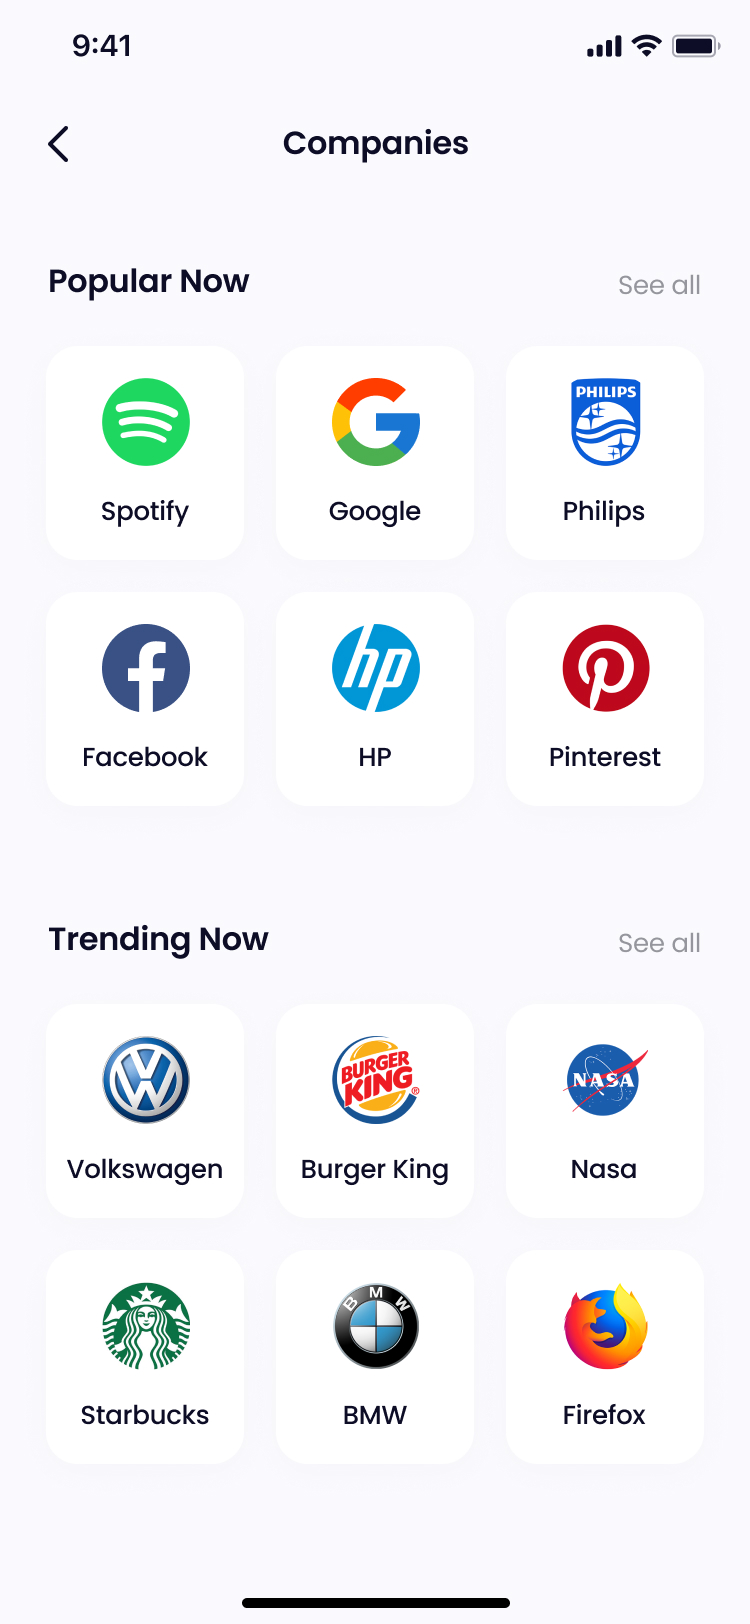 9:41
Companies
Popular Now
See all
PHILIPS
Spotify
Google
Philips
hp
Facebook
HP
Pinterest
Trending Now
See all
BURGER
KING
®
NASA
Volkswagen
Burger King
Nasa
BMW
Starbucks
BMW
Firefox